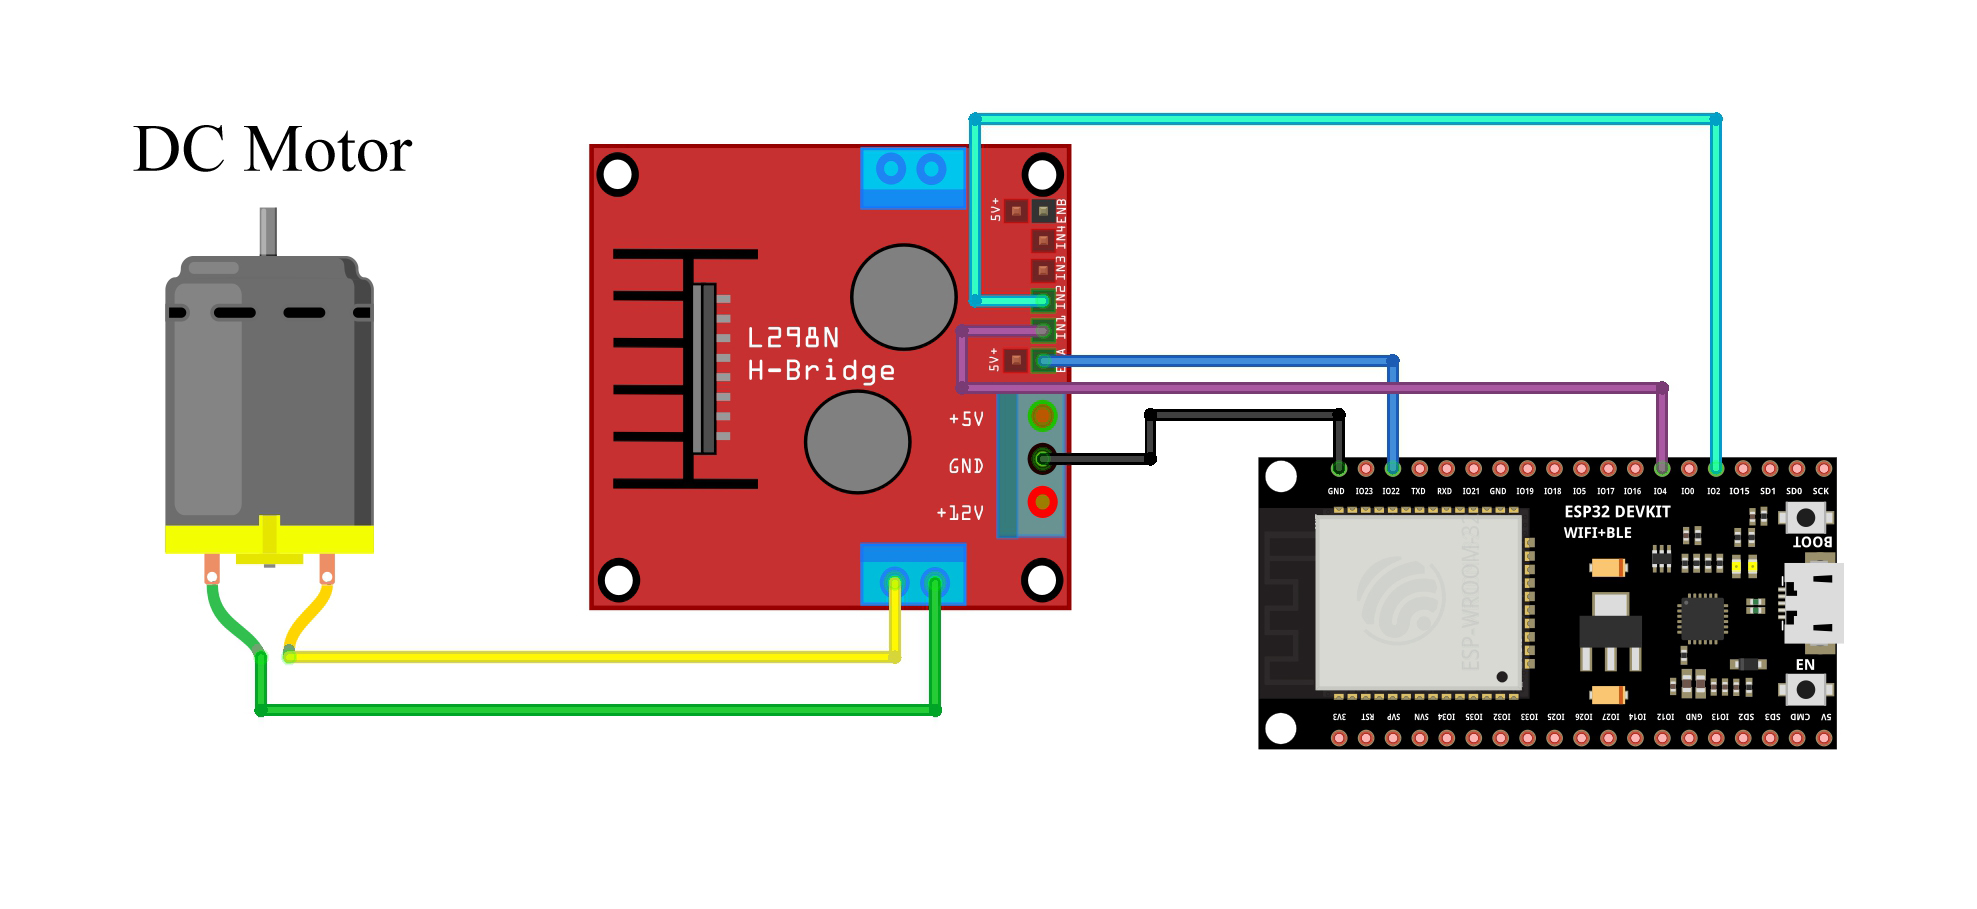 DC Motor
5V+
ENB
IN4
IN3
IN2
IN1
5V+
L298N
H-Bridge
+5V
GND
+12V
GND IO23 IO22 TXD RXD IO21 GND IO19 IO18 IO5 IO17 IO16 IO4 IO0 IO2 IO15 SD1 SD0 SCK
ESP32 DEVKIT
WIFI+BLE
BOOT
ESP-WROOM-32
EN
3V3 RST SVP SVN IO34 IO35 IO32 IO33 IO25 IO26 IO27 IO14 IO12 GND IO13 SD2 SD3 CMD 5V